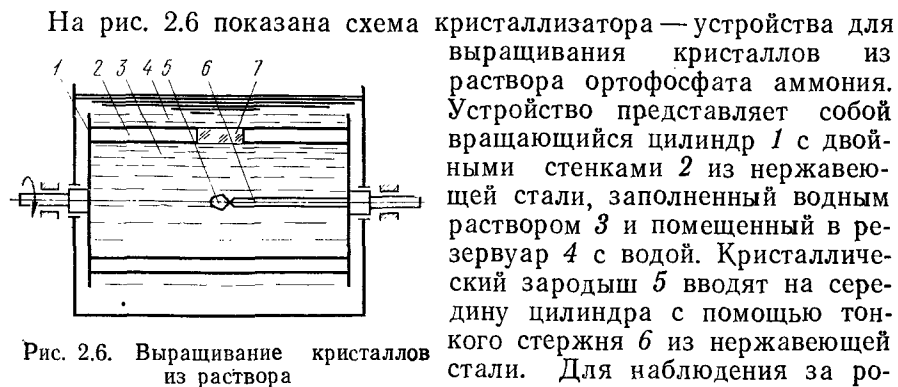 На рис. 2.6 показана схема кристаллизатора — устройства для
выращивания кристаллов из
раствора ортофосфата аммония.
Устройство представляет собой
вращающийся цилиндр 1 с двой-
ными стенками 2 из нержавею-
щей стали, заполненный водным
раствором 3 и помещенный в ре-
зервуар 4 с водой. Кристалличе-
ский зародыш 5 вводят на сере-
дину цилиндра с помощью тон-
кого стержня 6 из нержавеющей
стали. Для наблюдения за ро-
1 2 3 4 5 6 7
Рис. 2.6. Выращивание кристаллов
из раствора